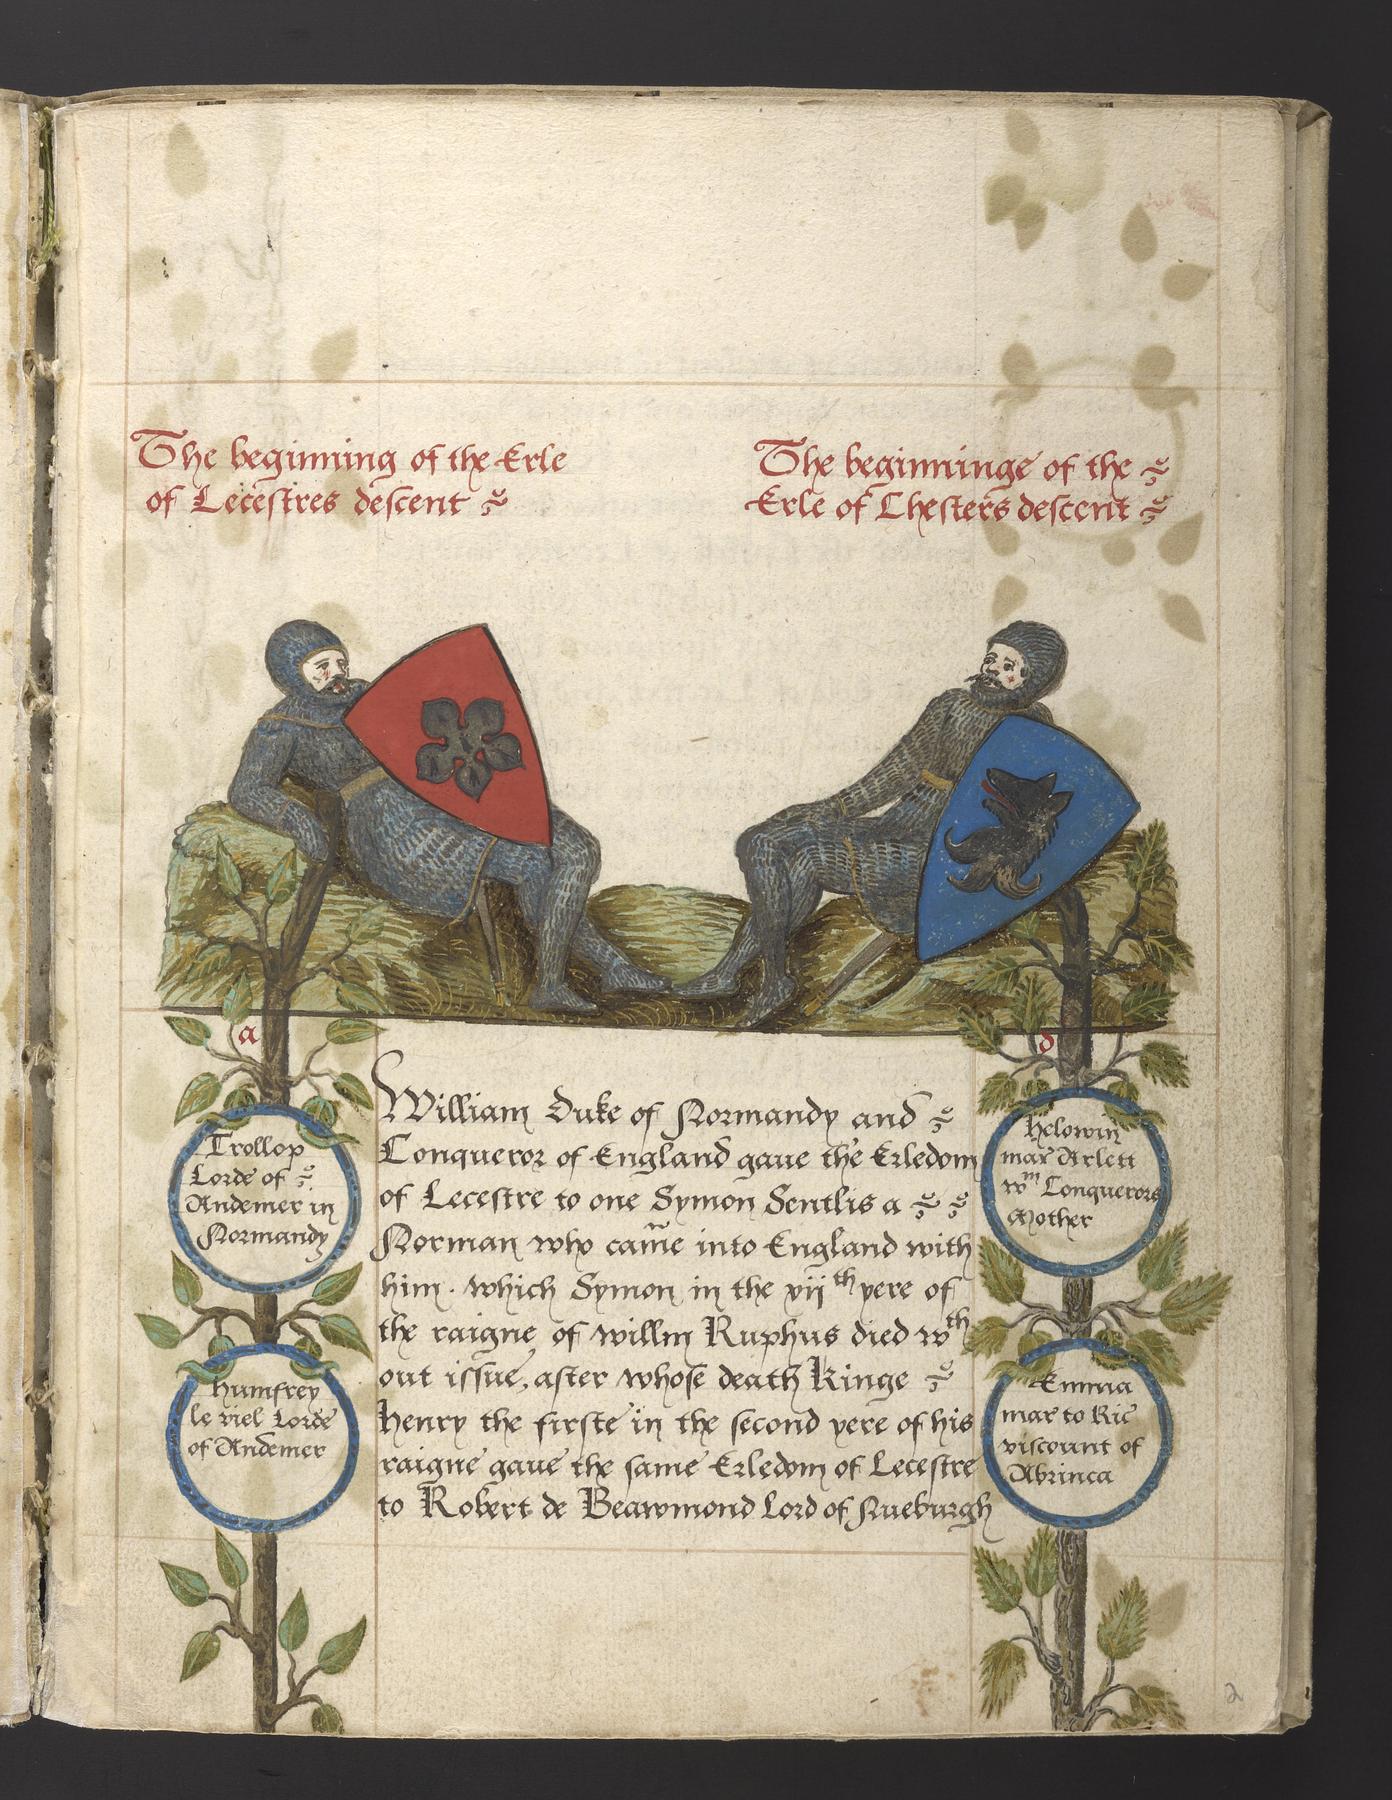 The beginning of the Erle
of Lecestres descent
The beginninge of the
Erle of Chesters descent
a
d
Trollop
Lorde of
Andemer in
Normandy
Humfrey
le viel Lorde
of Andemer
William Duke of Normandy and
Conqueror of England gaue the Erledom
of Lecestre to one Symon Sentlis a
Norman who came into England with
him. which Symon in the vij th yere of
the raigne of willm Ruphus died wth
out issue, after whose death Kinge
Henry the firste in the second yere of his
raigne gaue the same Erledom of Lecestre
to Robert de Beawmond Lord of Nueburgh
Helowin
mar Arlett
wm Conquerors
Mother
Emma
mar to Ric
viscount of
Abrinca
2